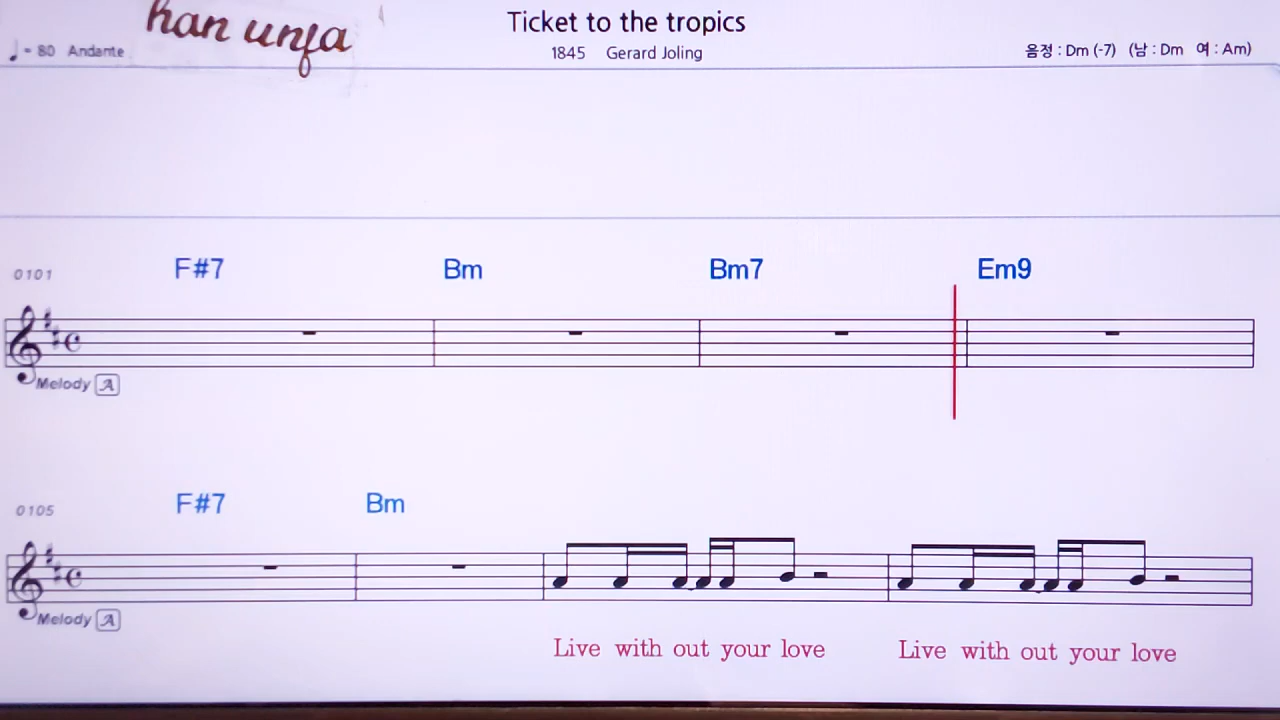 han unfa
Ticket to the tropics
♩ = 80 Andante
1845 Gerard Joling
음정 : Dm (-7) (남 : Dm 여 : Am)
0101 F#7 Bm Bm7 Em9
Melody A
0105 F#7 Bm
Melody A
Live with out your love Live with out your love